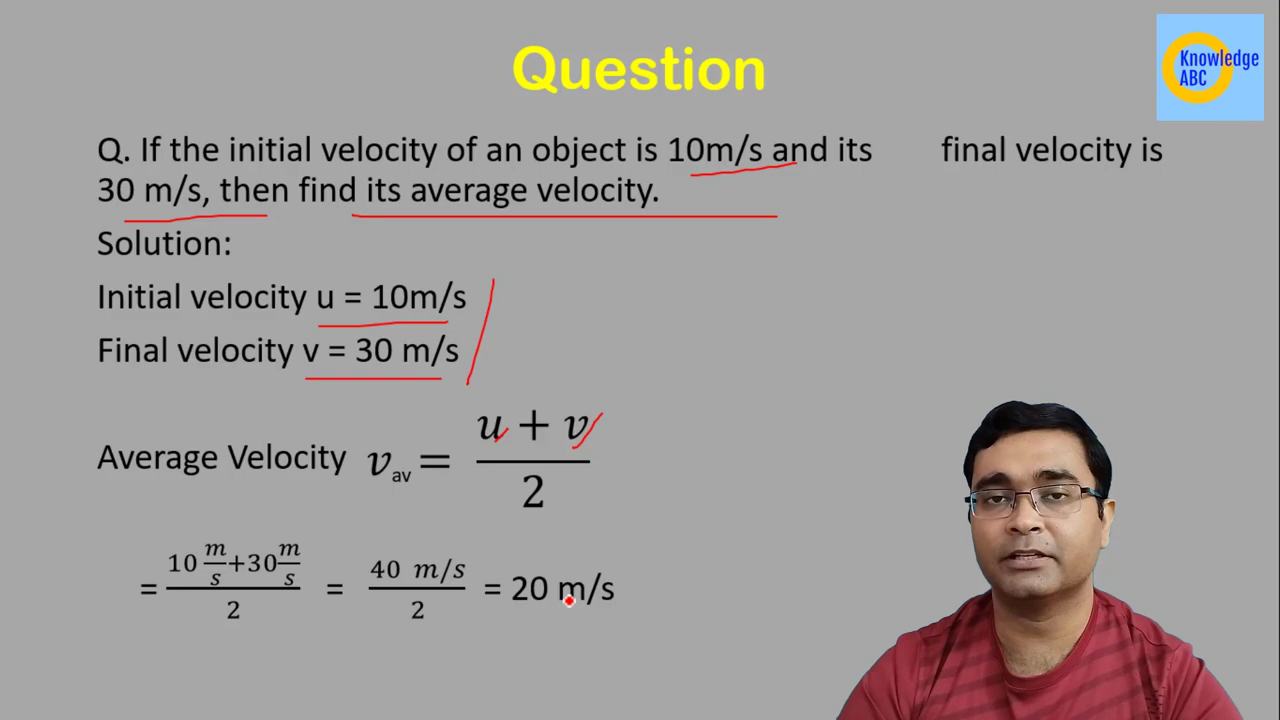 Question
Knowledge
ABC
Q. If the initial velocity of an object is 10m/s and its final velocity is
30 m/s, then find its average velocity.
Solution:
Initial velocity u = 10m/s
Final velocity v = 30 m/s
Average Velocity v_av = (u + v)/2
= (10 m/s+30 m/s)/2 = (40 m/s)/2 = 20 m/s